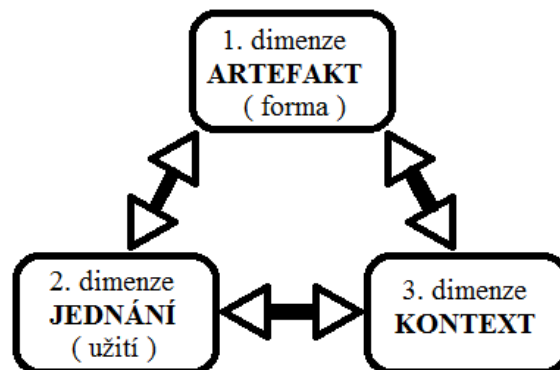 1. dimenze
ARTEFAKT
( forma )
2. dimenze
JEDNÁNÍ
( užití )
3. dimenze
KONTEXT